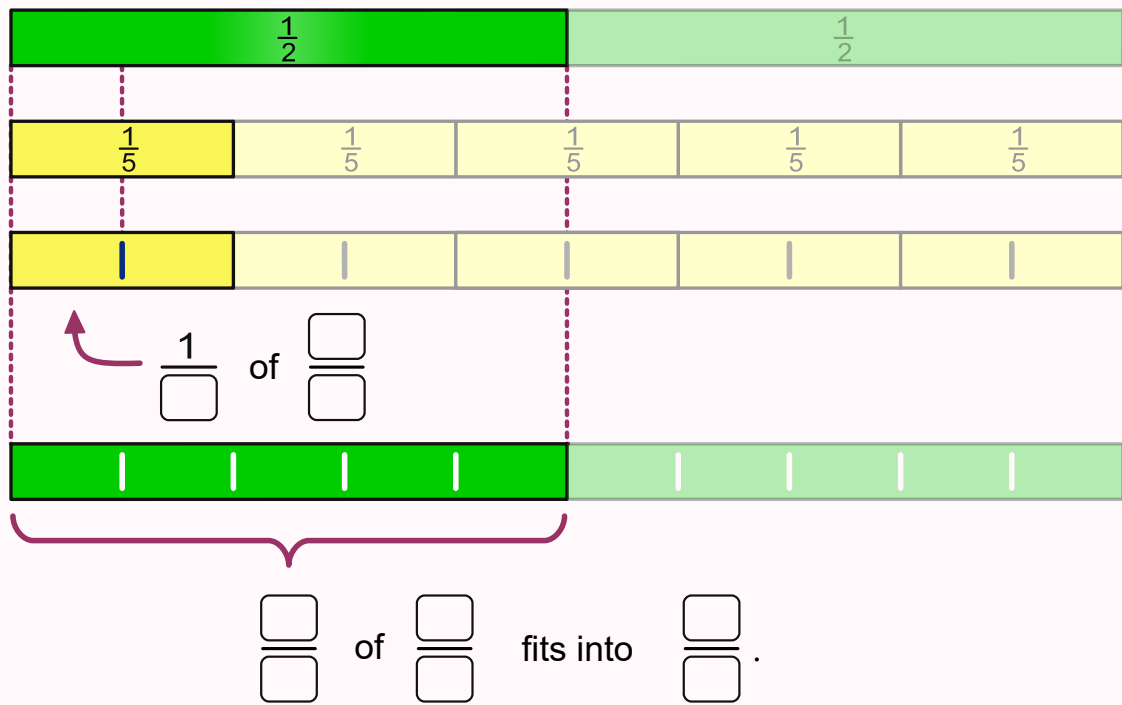 1/2 1/2
1/5 1/5 1/5 1/5 1/5
1/□ of □/□
□/□ of □/□ fits into □/□ .